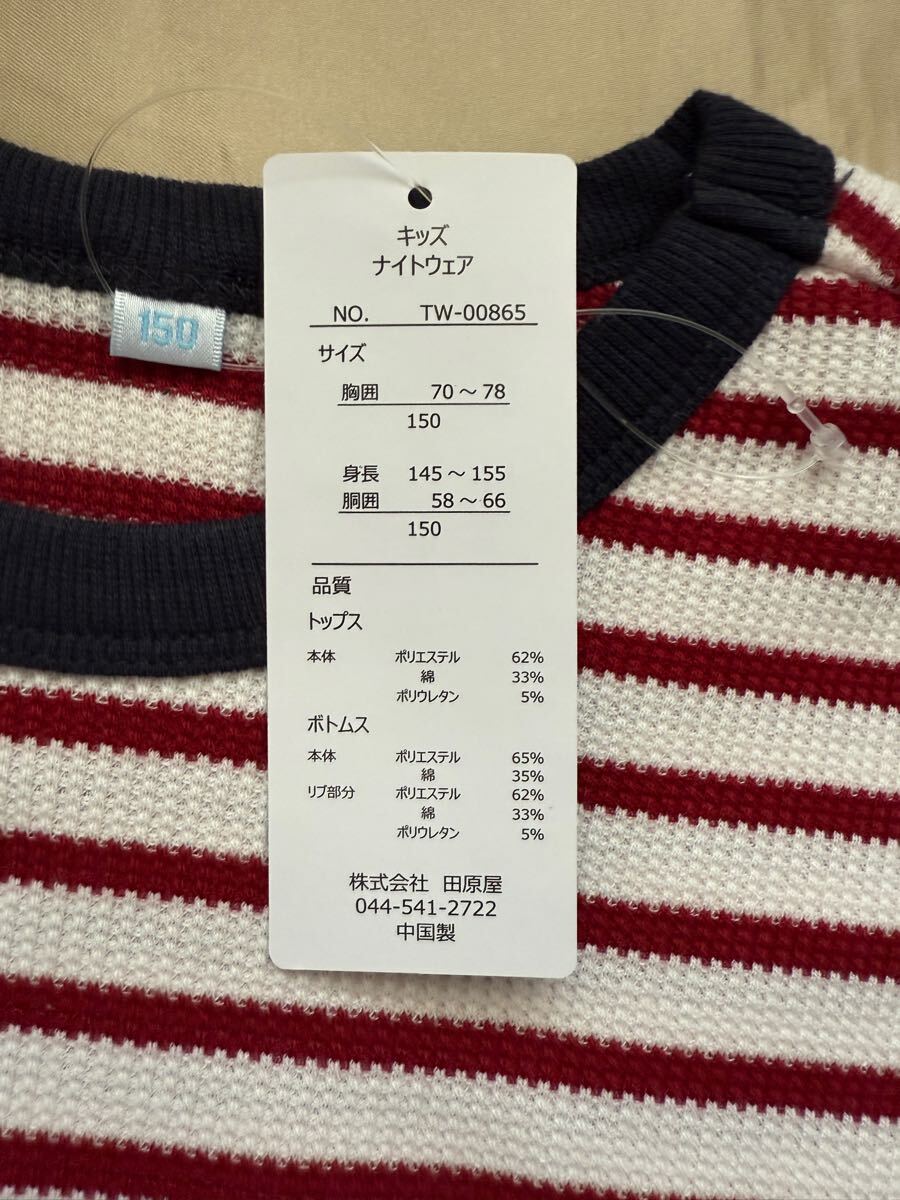 キッズ
ナイトウェア
NO. TW-00865
サイズ
胸囲 70～78
150
身長 145～155
胴囲 58～66
150
品質
トップス
本体 ポリエステル 62%
綿 33%
ポリウレタン 5%
ボトムス
本体 ポリエステル 65%
綿 35%
リブ部分 ポリエステル 62%
綿 33%
ポリウレタン 5%
株式会社 田原屋
044-541-2722
中国製
150